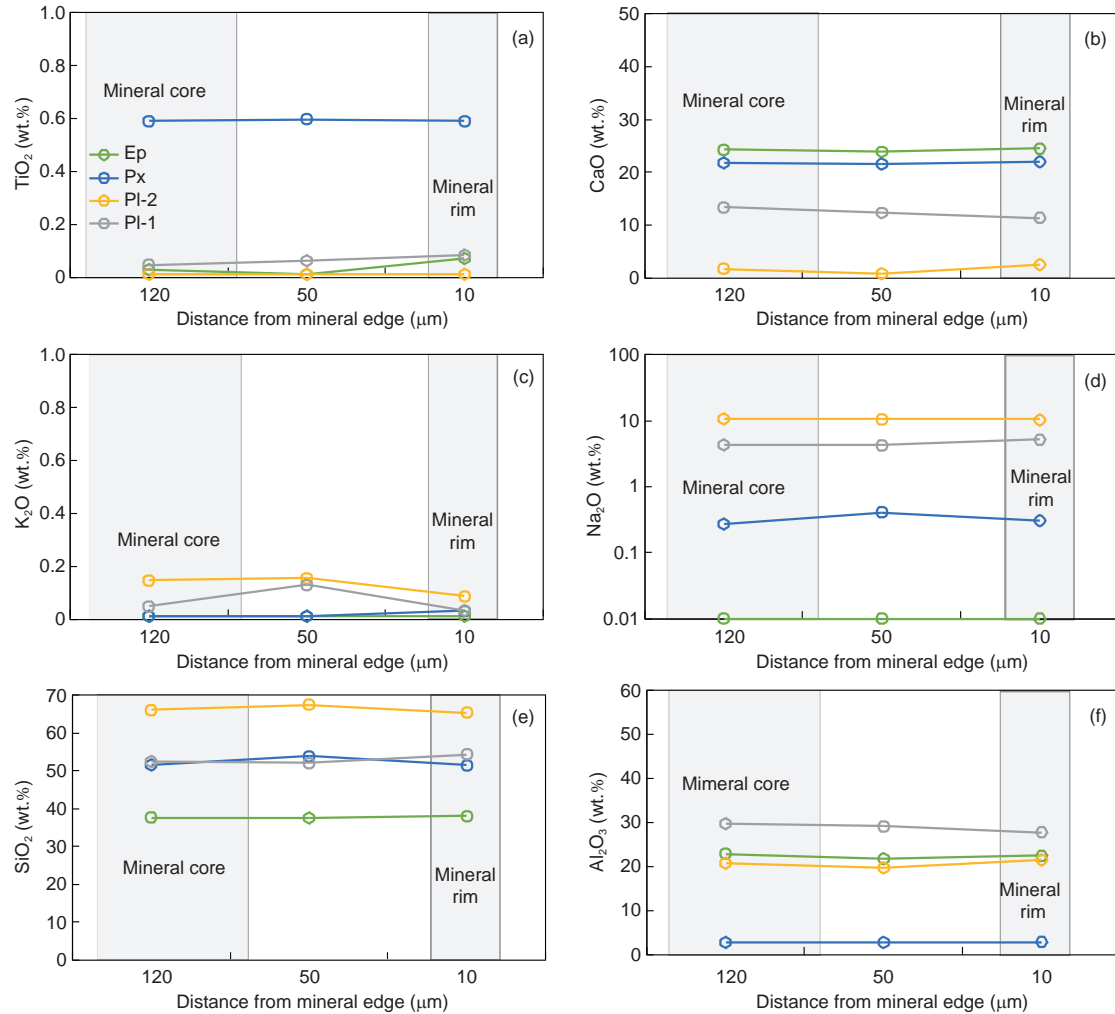 (a)
1.0
0.8
0.6
0.4
0.2
0
TiO₂ (wt.%)
Mineral core
Ep
Px
Pl-2
Pl-1
Mineral
rim
120
50
10
Distance from mineral edge (μm)
(b)
50
40
30
20
10
0
CaO (wt.%)
Mineral core
Mineral
rim
120
50
10
Distance from mineral edge (μm)
(c)
1.0
0.8
0.6
0.4
0.2
0
K₂O (wt.%)
Mineral core
Mineral
rim
120
50
10
Distance from mineral edge (μm)
(d)
100
10
1
0.1
0.01
Na₂O (wt.%)
Mineral core
Mineral
rim
120
50
10
Distance from mineral edge (μm)
(e)
70
60
50
40
30
20
10
0
SiO₂ (wt.%)
Mineral core
Mineral
rim
120
50
10
Distance from mineral edge (μm)
(f)
60
50
40
30
20
10
0
Al₂O₃ (wt.%)
Mimeral core
Mineral
rim
120
50
10
Distance from mineral edge (μm)